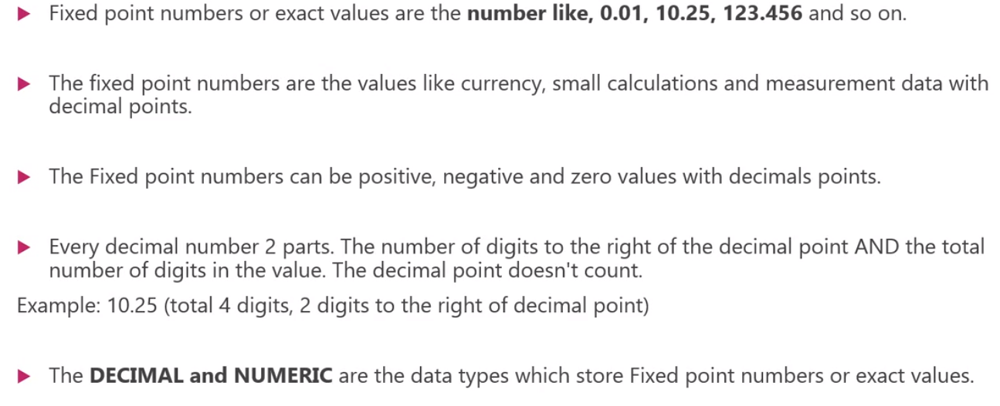 Fixed point numbers or exact values are the number like, 0.01, 10.25, 123.456 and so on.
The fixed point numbers are the values like currency, small calculations and measurement data with
decimal points.
The Fixed point numbers can be positive, negative and zero values with decimals points.
Every decimal number 2 parts. The number of digits to the right of the decimal point AND the total
number of digits in the value. The decimal point doesn't count.
Example: 10.25 (total 4 digits, 2 digits to the right of decimal point)
The DECIMAL and NUMERIC are the data types which store Fixed point numbers or exact values.